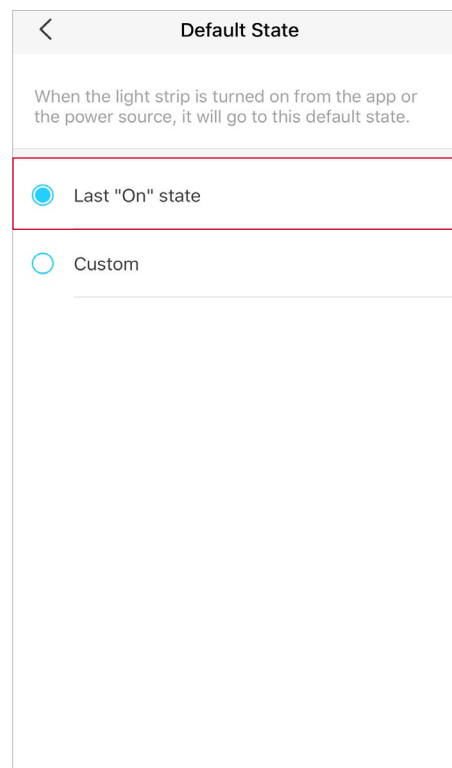 Default State
When the light strip is turned on from the app or
the power source, it will go to this default state.
Last "On" state
Custom